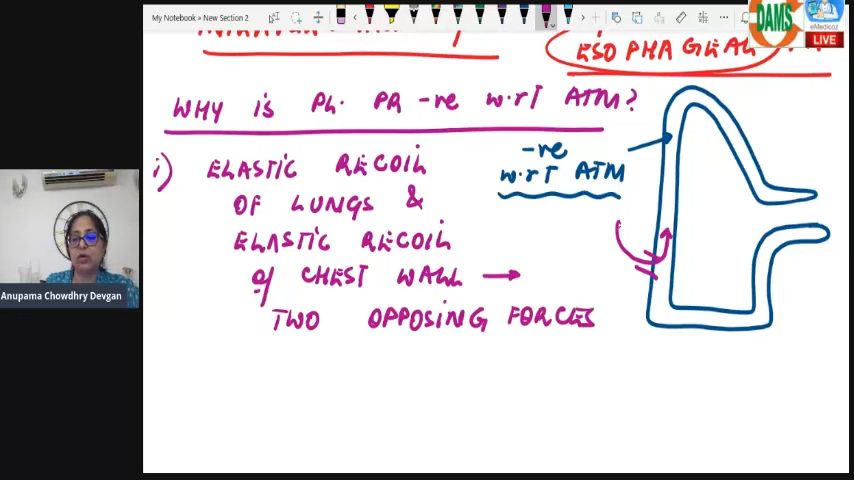 My Notebook » New Section 2
DAMS
eMedicoz
LIVE
ESOPHAGEAL
WHY is PL. PR -ve w.r.t ATM?
-ve
w.r.t ATM
i) ELASTIC RECOIL
OF LUNGS &
ELASTIC RECOIL
of CHEST WALL →
TWO OPPOSING FORCES
Anupama Chowdhry Devgan